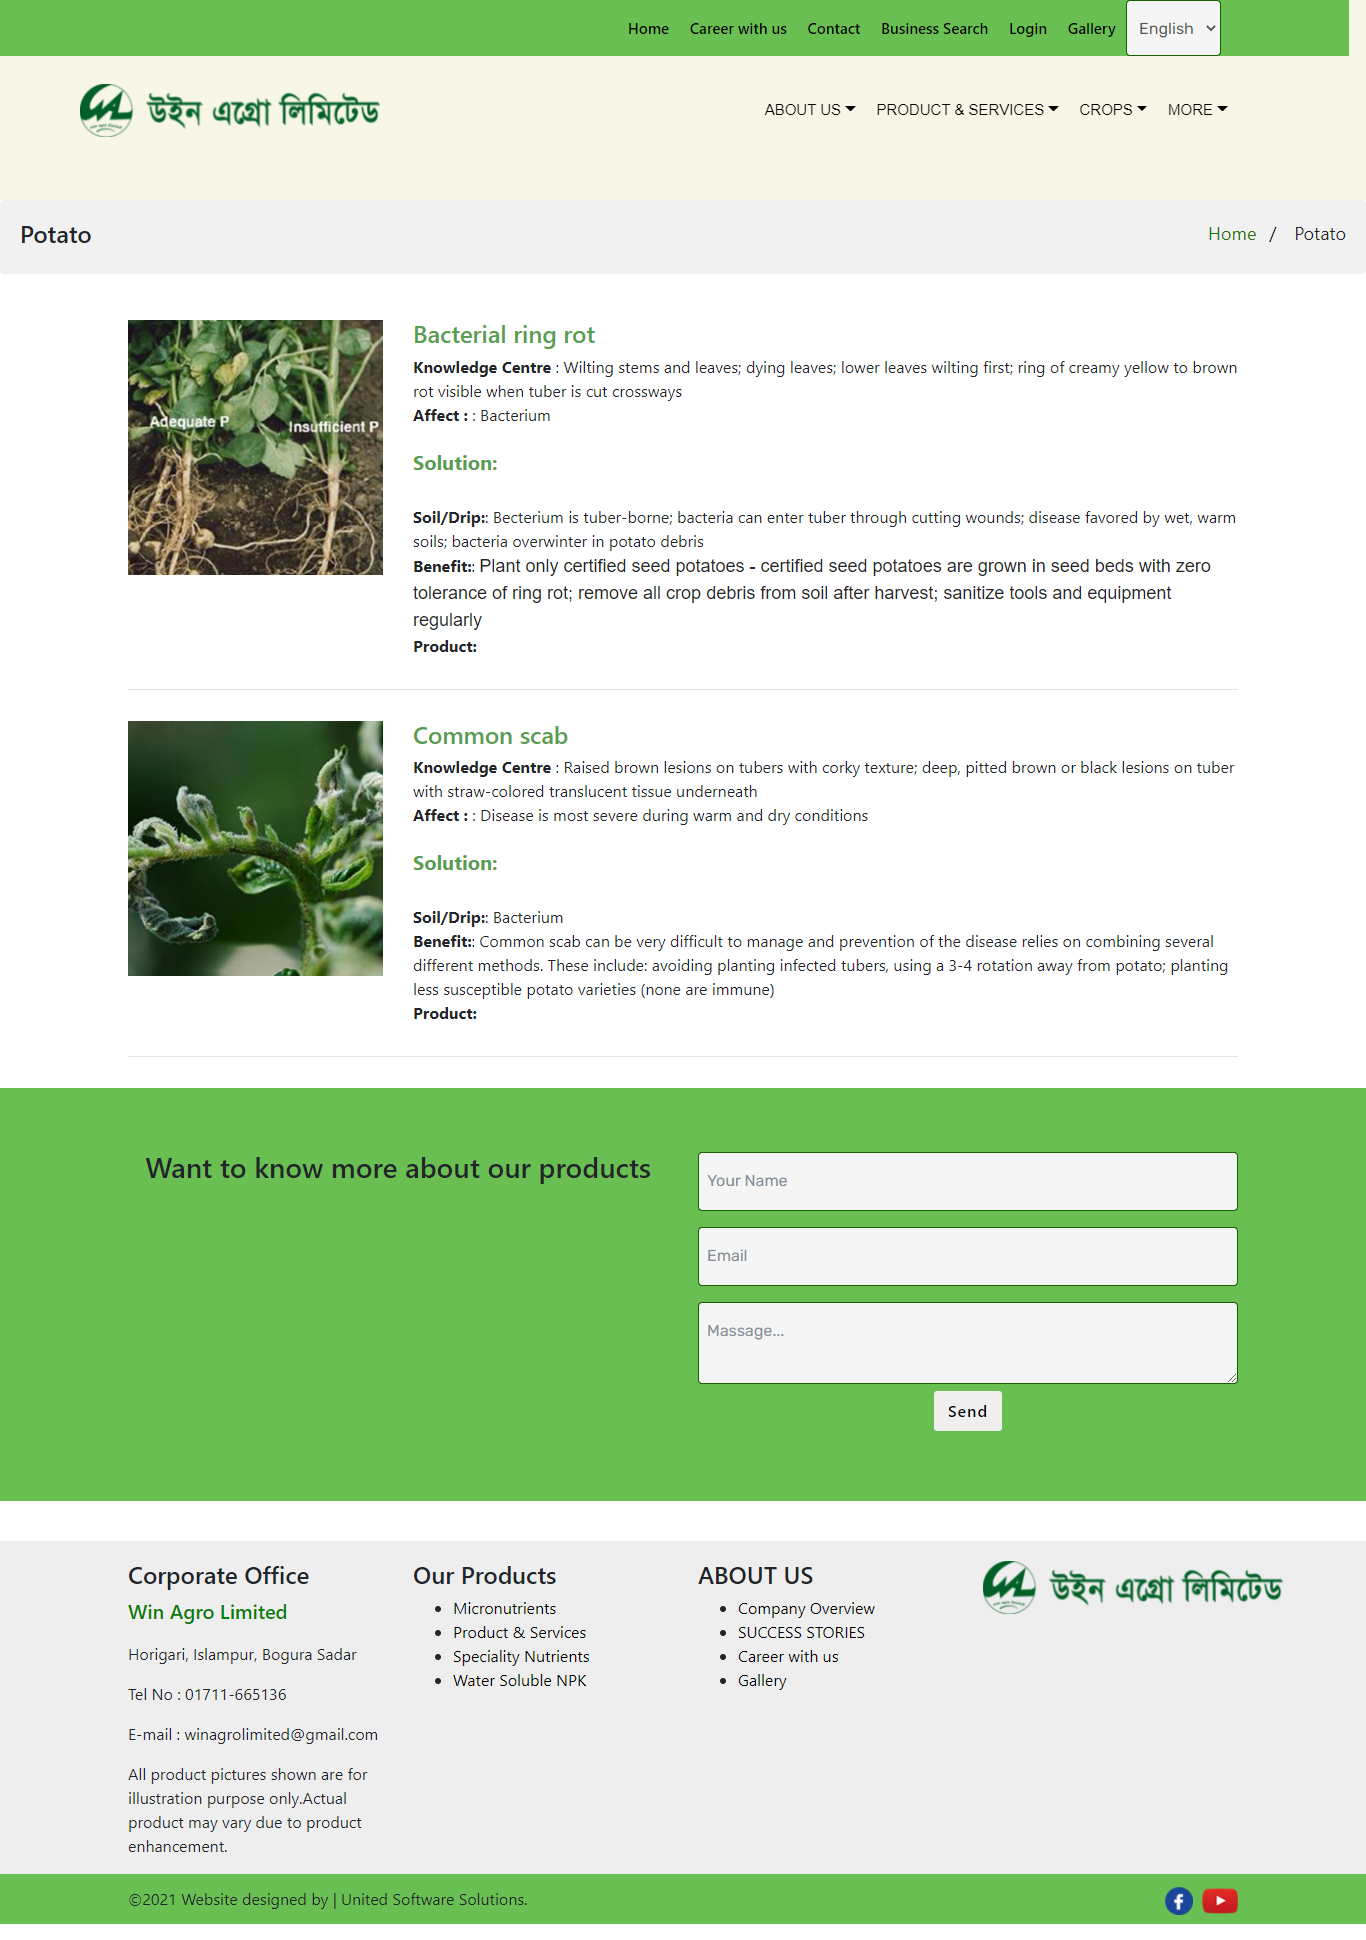 Home Career with us Contact Business Search Login Gallery English
উইন এগ্রো লিমিটেড
ABOUT US PRODUCT & SERVICES CROPS MORE
Potato
Home / Potato
Adequate P Insufficient P
Bacterial ring rot
Knowledge Centre : Wilting stems and leaves; dying leaves; lower leaves wilting first; ring of creamy yellow to brown
rot visible when tuber is cut crossways
Affect : : Bacterium
Solution:
Soil/Drip:: Becterium is tuber-borne; bacteria can enter tuber through cutting wounds; disease favored by wet, warm
soils; bacteria overwinter in potato debris
Benefit:: Plant only certified seed potatoes - certified seed potatoes are grown in seed beds with zero
tolerance of ring rot; remove all crop debris from soil after harvest; sanitize tools and equipment
regularly
Product:
Common scab
Knowledge Centre : Raised brown lesions on tubers with corky texture; deep, pitted brown or black lesions on tuber
with straw-colored translucent tissue underneath
Affect : : Disease is most severe during warm and dry conditions
Solution:
Soil/Drip:: Bacterium
Benefit:: Common scab can be very difficult to manage and prevention of the disease relies on combining several
different methods. These include: avoiding planting infected tubers, using a 3-4 rotation away from potato; planting
less susceptible potato varieties (none are immune)
Product:
Want to know more about our products
Your Name
Email
Massage...
Send
Corporate Office
Win Agro Limited
Horigari, Islampur, Bogura Sadar
Tel No : 01711-665136
E-mail : winagrolimited@gmail.com
All product pictures shown are for
illustration purpose only.Actual
product may vary due to product
enhancement.
Our Products
Micronutrients
Product & Services
Speciality Nutrients
Water Soluble NPK
ABOUT US
Company Overview
SUCCESS STORIES
Career with us
Gallery
উইন এগ্রো লিমিটেড
©2021 Website designed by | United Software Solutions.